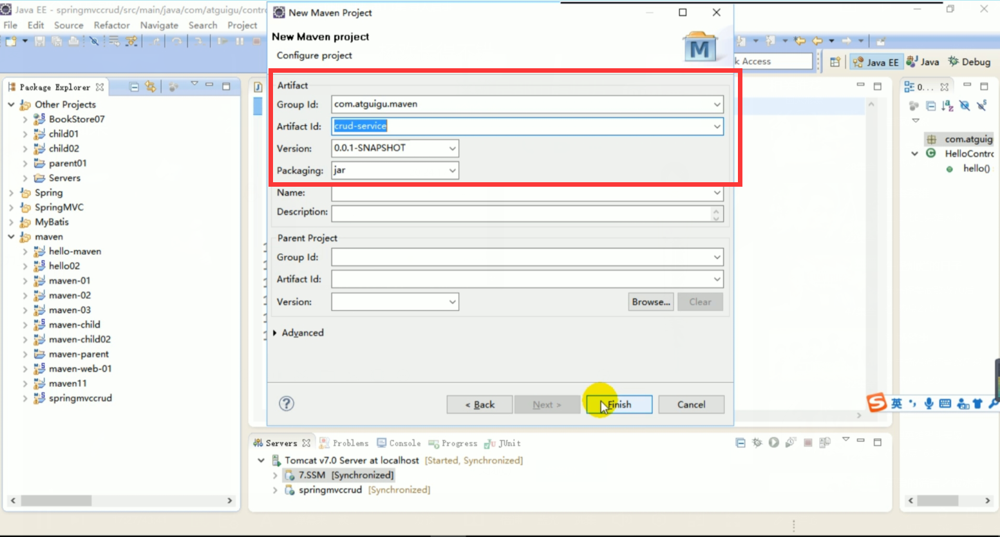 Java EE - springmvccrud/src/main/java/com/atguigu/contr
File Edit Source Refactor Navigate Search Project
New Maven Project
New Maven project
Configure project
M
k Access
Java EE
Java
Debug
Package Explorer
Other Projects
BookStore07
child01
child02
parent01
Servers
Spring
SpringMVC
MyBatis
maven
hello-maven
hello02
maven-01
maven-02
maven-03
maven-child
maven-child02
maven-parent
maven-web-01
maven11
springmvccrud
Artifact
Group Id: com.atguigu.maven
Artifact Id: crud-service
Version: 0.0.1-SNAPSHOT
Packaging: jar
Name:
Description:
Parent Project
Group Id:
Artifact Id:
Version:
Browse... Clear
Advanced
< Back Next > Finish Cancel
O...
com.atguig
HelloContro
hello() :
英
Servers Problems Console Progress JUnit
Tomcat v7.0 Server at localhost [Started, Synchronized]
7.SSM [Synchronized]
springmvccrud [Synchronized]